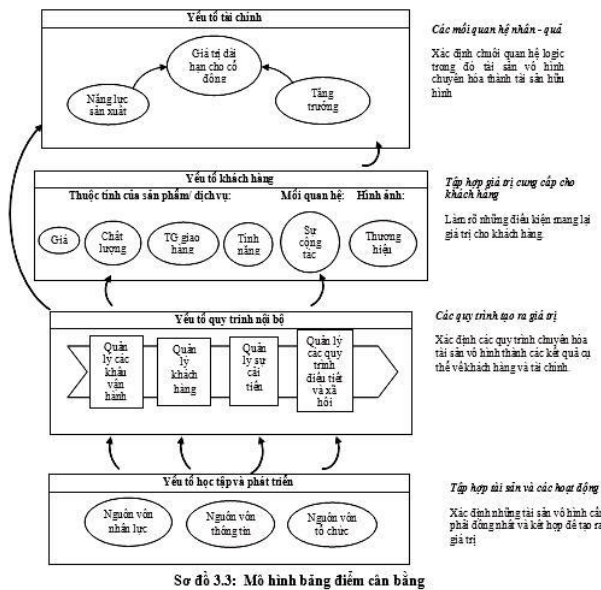 Yếu tố tài chính
Giá trị dài
hạn cho cổ
đông
Năng lực
sản xuất
Tăng
trưởng
Các mối quan hệ nhân - quả
Xác định chuỗi quan hệ logic
trong đó tài sản vô hình
chuyển hóa thành tài sản hữu
hình
Yếu tố khách hàng
Thuộc tính của sản phẩm/ dịch vụ:
Mối quan hệ:
Hình ảnh:
Giá
Chất
lượng
TG giao
hàng
Tính
năng
Sự
cộng
tác
Thương
hiệu
Tập hợp giá trị cung cấp cho
khách hàng
Làm rõ những điều kiện mang lại
giá trị cho khách hàng.
Yếu tố quy trình nội bộ
Quản
lý các
khâu
vận
hành
Quản
lý
khách
hàng
Quản
lý sự
cải
tiến
Quản lý
các quy
trình
điều tiết
và xã
hội
Các quy trình tạo ra giá trị
Xác định các quy trình chuyển hóa
tài sản vô hình thành các kết quả cụ
thể về khách hàng và tài chính.
Yếu tố học tập và phát triển
Nguồn vốn
nhân lực
Nguồn vốn
thông tin
Nguồn vốn
tổ chức
Tập hợp tài sản và các hoạt động
Xác định những tài sản vô hình cần
phải đồng nhất và kết hợp để tạo ra
giá trị
Sơ đồ 3.3: Mô hình bảng điểm cân bằng